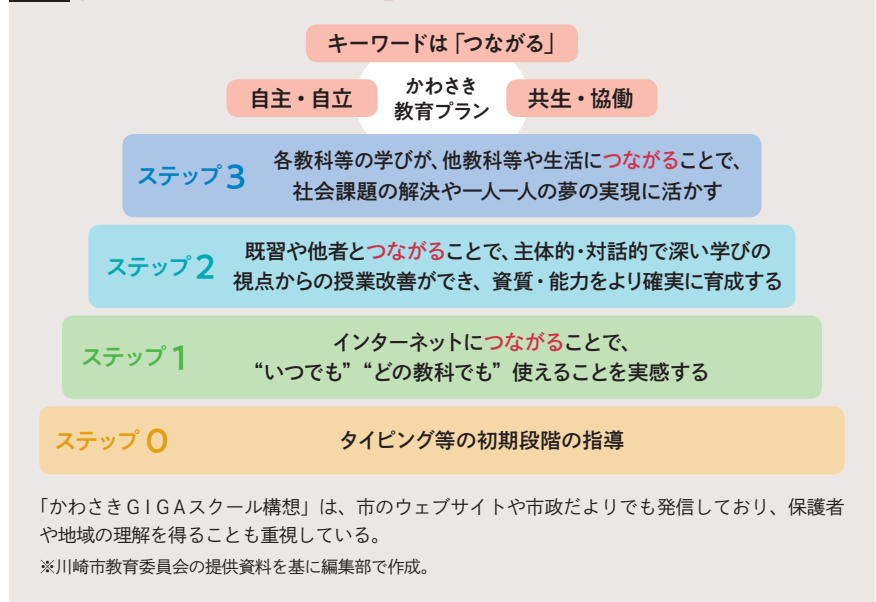 キーワードは「つながる」
自主・自立
かわさき
教育プラン
共生・協働
ステップ3
各教科等の学びが、他教科等や生活につながることで、
社会課題の解決や一人一人の夢の実現に活かす
ステップ2
既習や他者とつながることで、主体的・対話的で深い学びの
視点からの授業改善ができ、資質・能力をより確実に育成する
ステップ1
インターネットにつながることで、
“いつでも”“どの教科でも”使えることを実感する
ステップ0
タイピング等の初期段階の指導
「かわさきGIGAスクール構想」は、市のウェブサイトや市政だよりでも発信しており、保護者
や地域の理解を得ることも重視している。
※川崎市教育委員会の提供資料を基に編集部で作成。